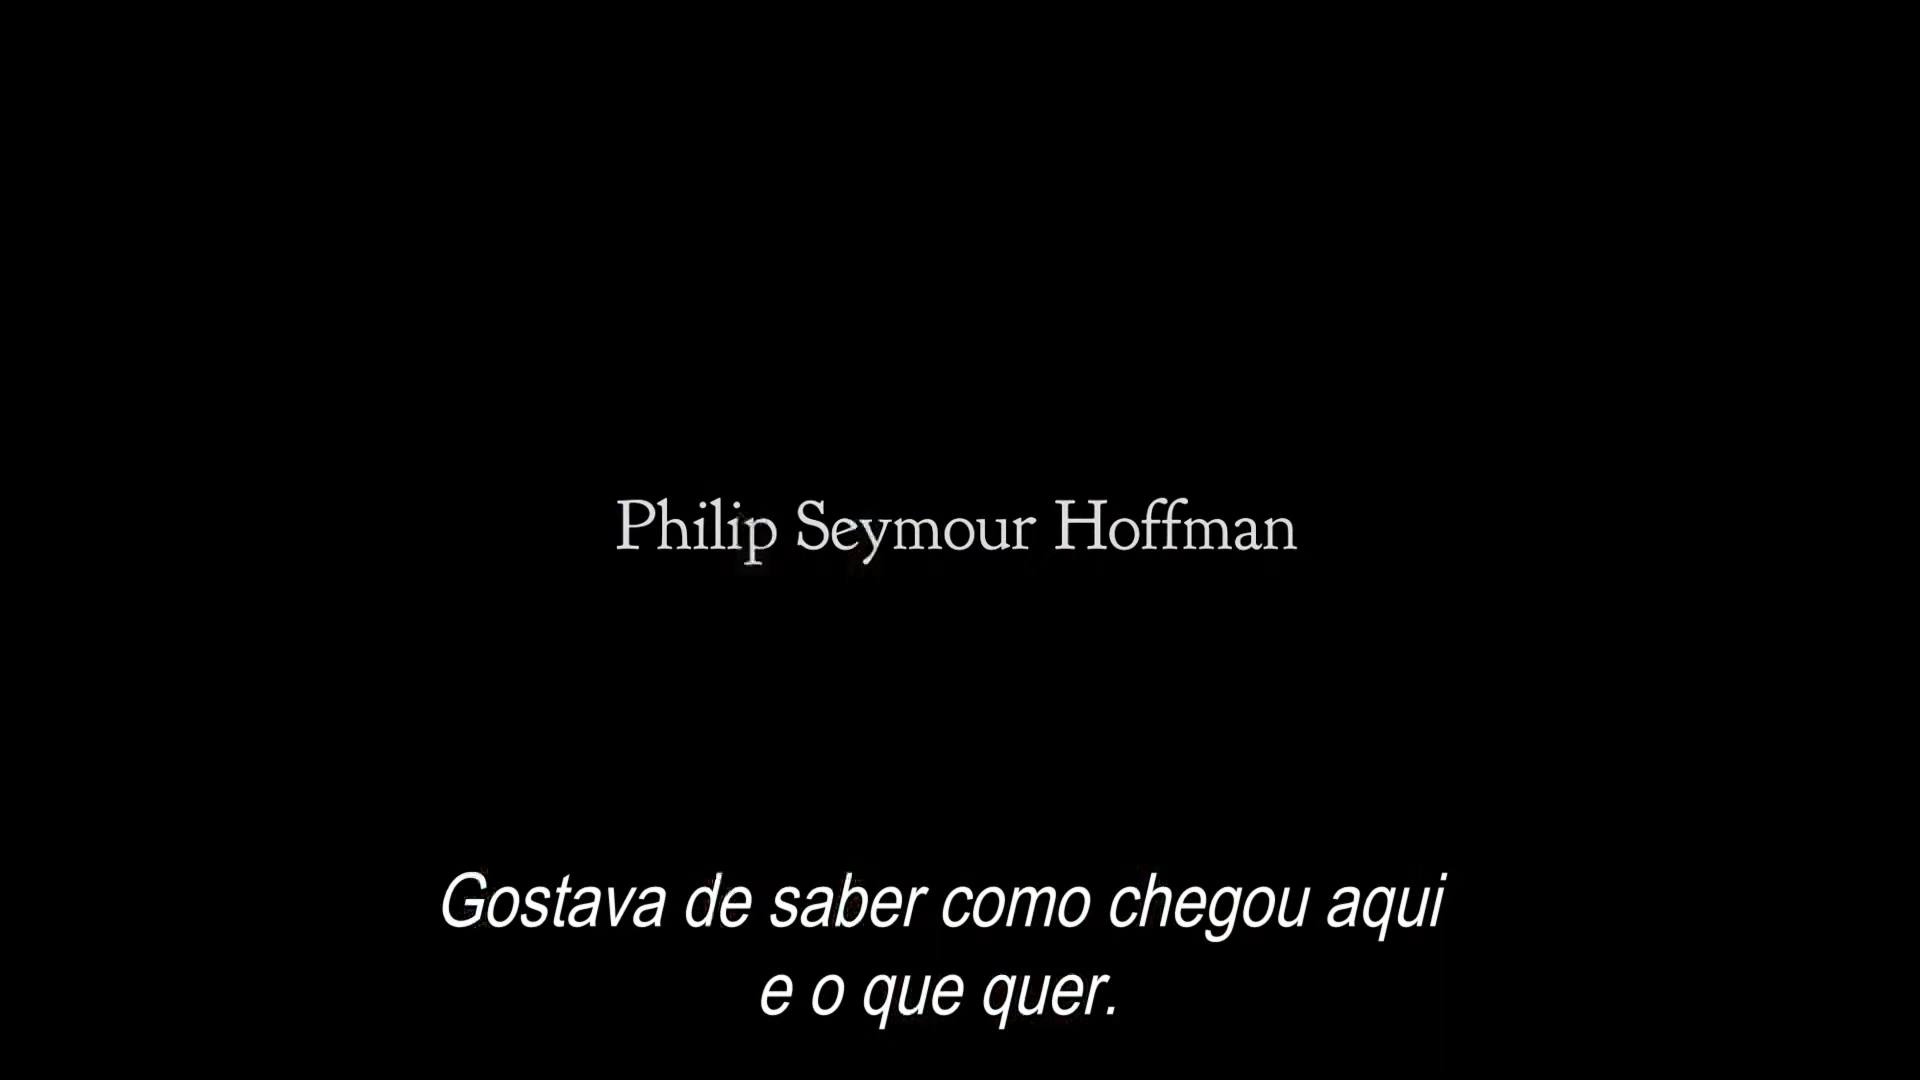 Philip Seymour Hoffman
Gostava de saber como chegou aqui
e o que quer.